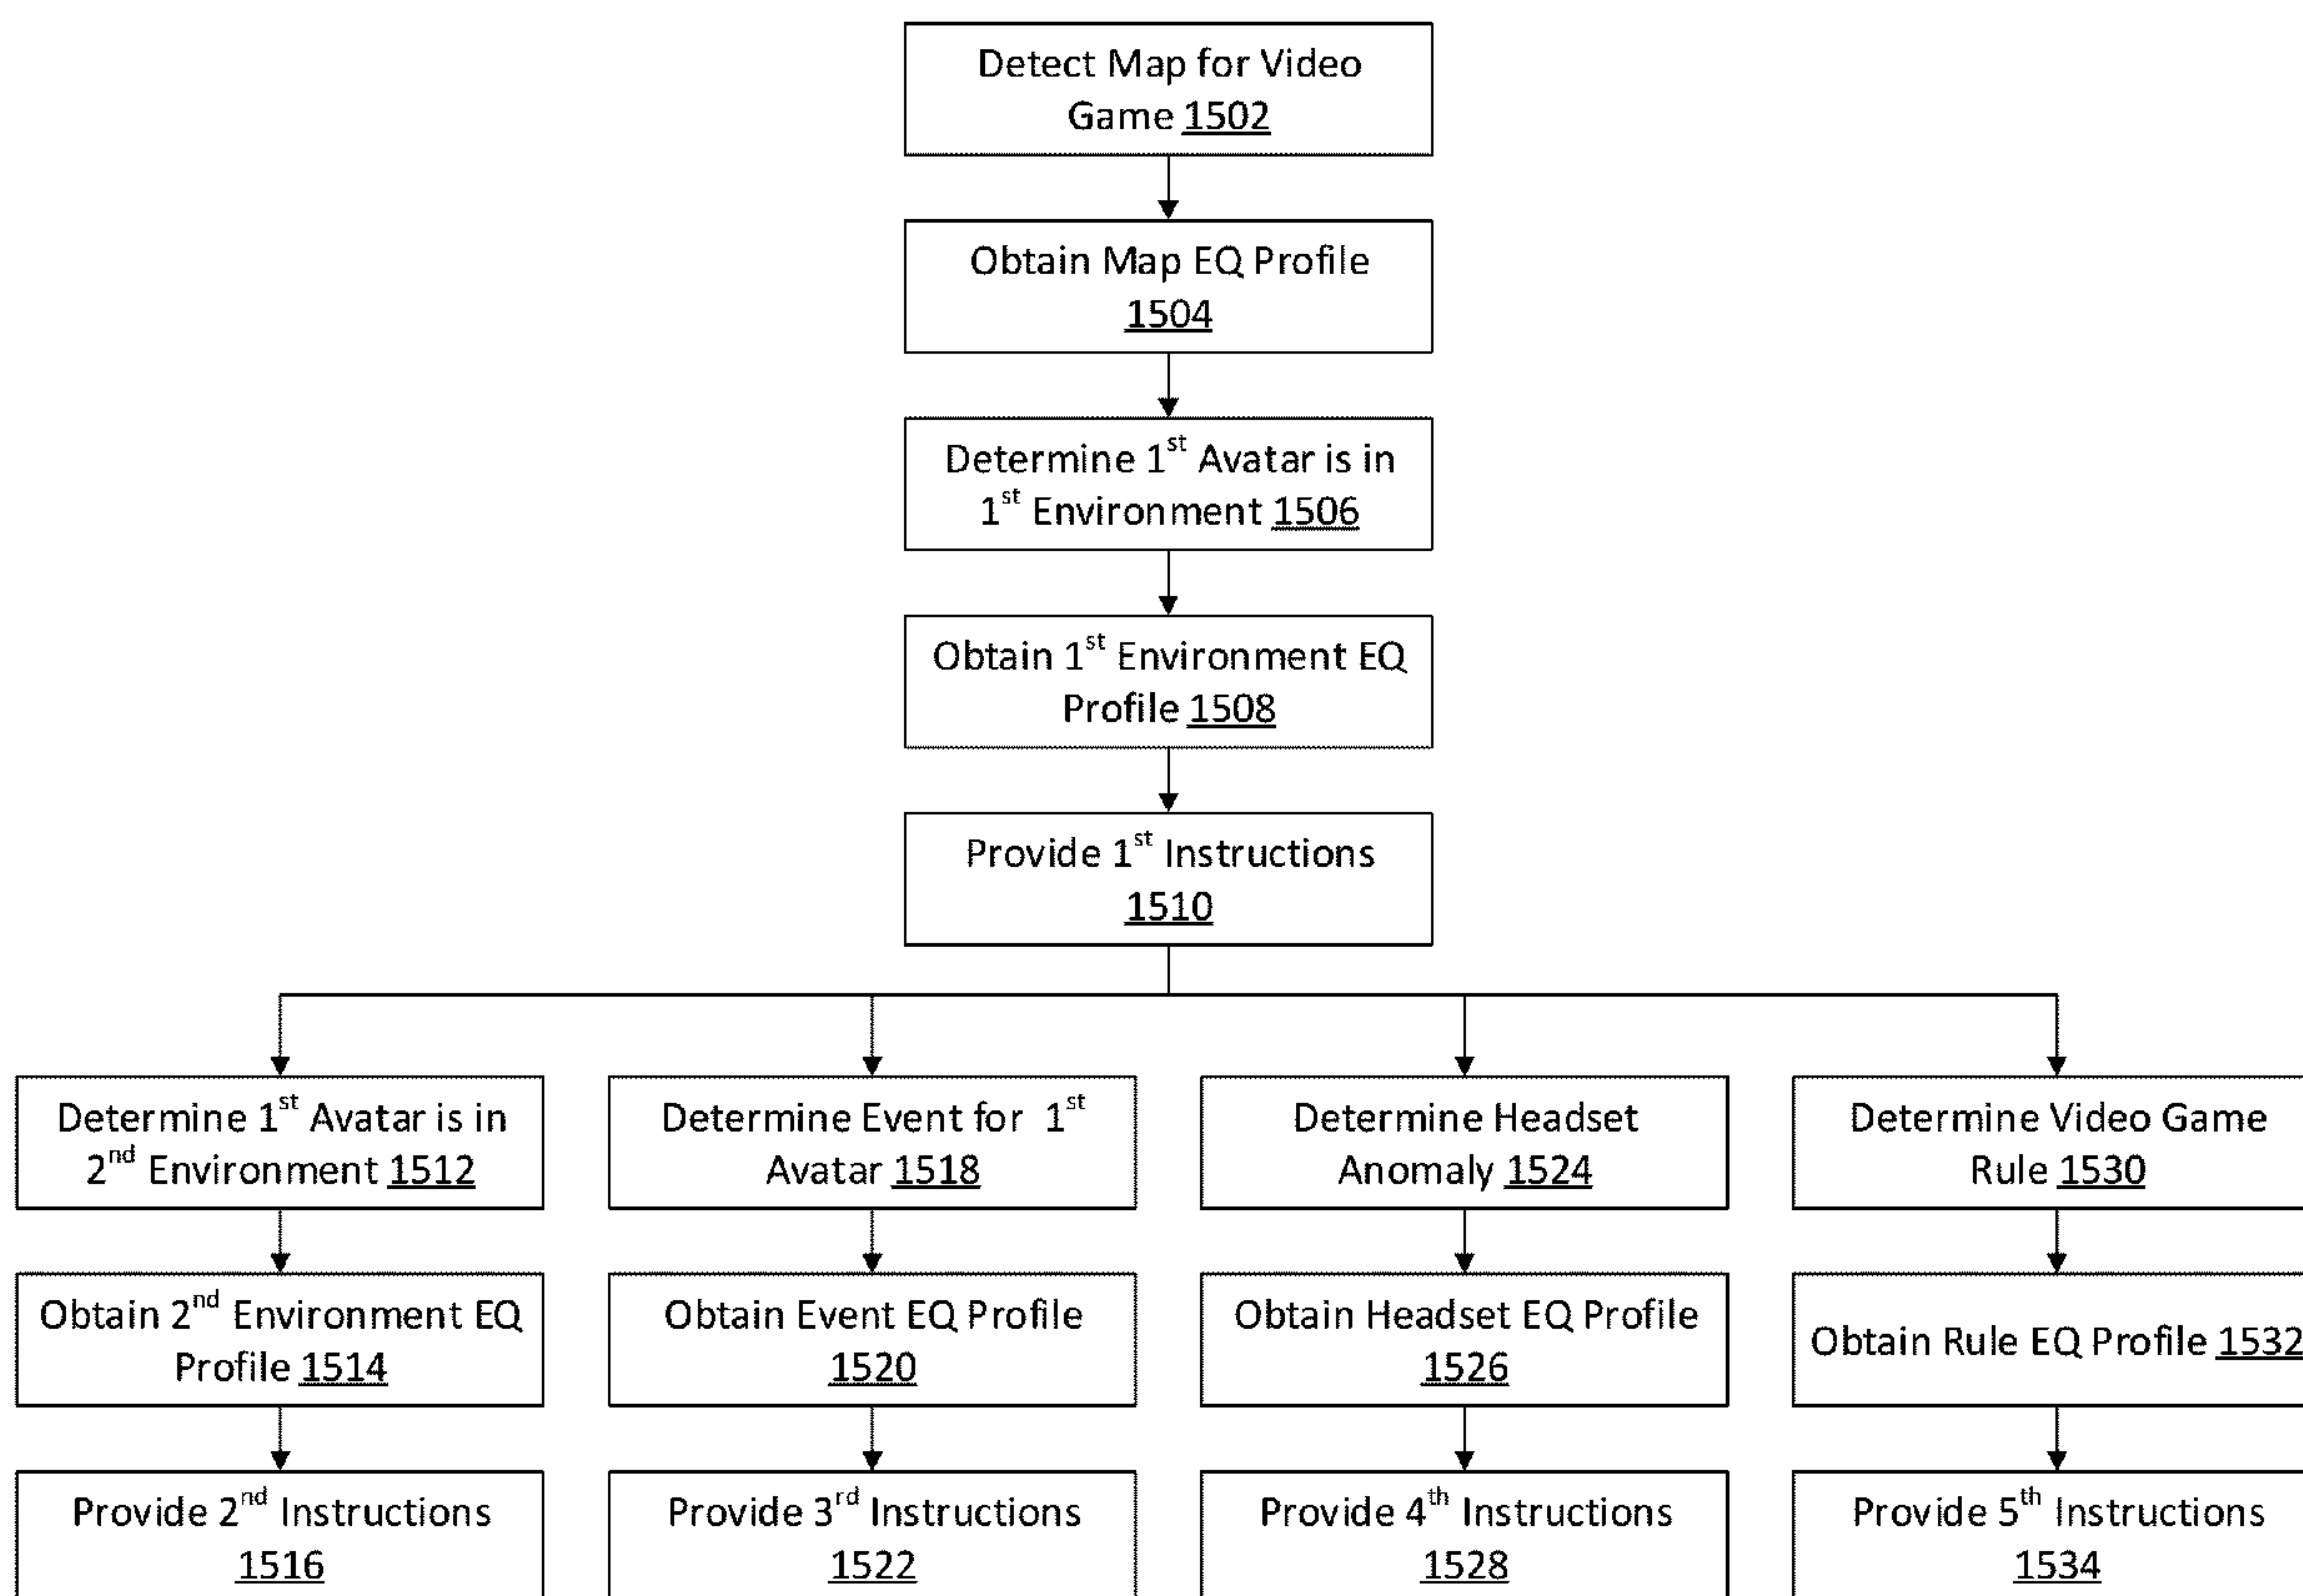 Detect Map for Video
Game 1502
Obtain Map EQ Profile
1504
Determine 1st Avatar is in
1st Environment 1506
Obtain 1st Environment EQ
Profile 1508
Provide 1st Instructions
1510
Determine 1st Avatar is in
2nd Environment 1512
Obtain 2nd Environment EQ
Profile 1514
Provide 2nd Instructions
1516
Determine Event for 1st
Avatar 1518
Obtain Event EQ Profile
1520
Provide 3rd Instructions
1522
Determine Headset
Anomaly 1524
Obtain Headset EQ Profile
1526
Provide 4th Instructions
1528
Determine Video Game
Rule 1530
Obtain Rule EQ Profile 1532
Provide 5th Instructions
1534